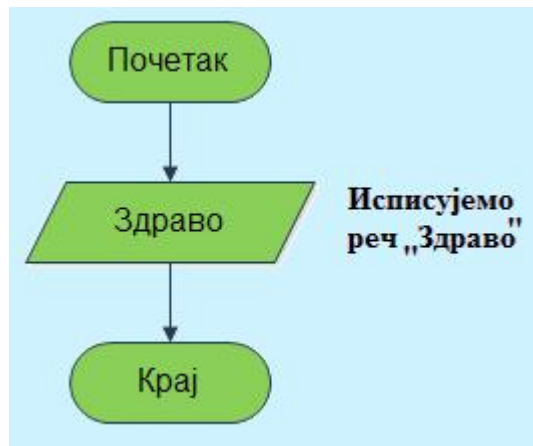 Почетак
Здраво
Исписујемо
реч „Здраво"
Крај